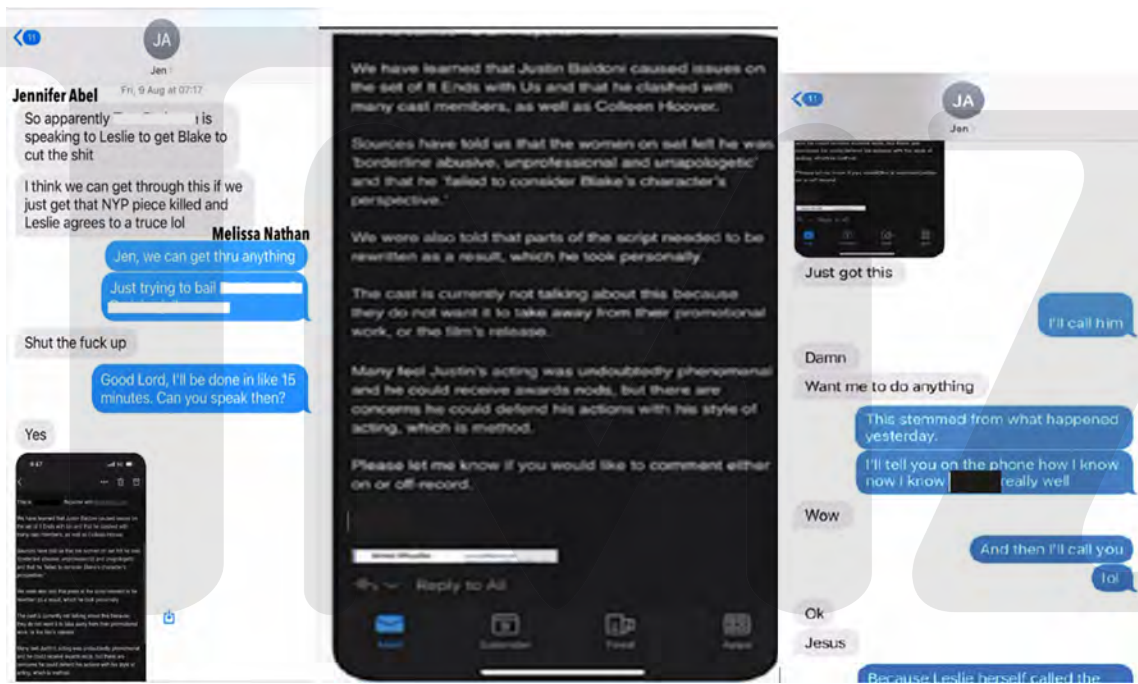 11
JA
Jen
Jennifer Abel
Fri, 9 Aug at 07:17
So apparently is
speaking to Leslie to get Blake to
cut the shit
I think we can get through this if we
just get that NYP piece killed and
Leslie agrees to a truce lol
Melissa Nathan
Jen, we can get thru anything
Just trying to bail
Shut the fuck up
Good Lord, I'll be done in like 15
minutes. Can you speak then?
Yes
9:47
We have learned that Justin Baldoni caused issues on
the set of It Ends with Us and that he clashed with
many cast members, as well as Colleen Hoover.
Sources have told us that the women on set felt he was
'borderline abusive, unprofessional and unapologetic'
and that he 'failed to consider Blake's character's
perspective.'
We were also told that parts of the script needed to be
rewritten as a result, which he took personally.
The cast is currently not talking about this because
they do not want it to take away from their promotional
work, or the film's release.
Many feel Justin's acting was undoubtedly phenomenal
and he could receive awards nods, but there are
concerns he could defend his actions with his style of
acting, which is method.
Please let me know if you would like to comment either
on or off-record.
Reply to All
11
JA
Jen
Just got this
I'll call him
Damn
Want me to do anything
This stemmed from what happened
yesterday.
I'll tell you on the phone how I know
now I know really well
Wow
And then I'll call you
lol
Ok
Jesus
Because Leslie herself called the